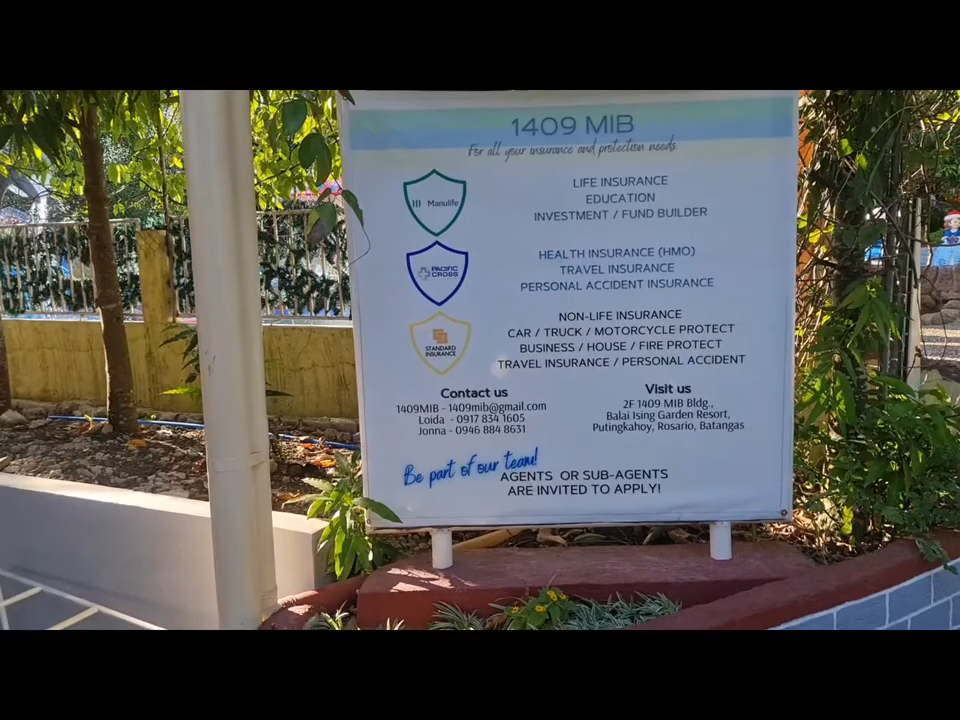 1409 MIB
For all your insurance and protection needs.
Manulife
LIFE INSURANCE
EDUCATION
INVESTMENT / FUND BUILDER
PACIFIC
CROSS
HEALTH INSURANCE (HMO)
TRAVEL INSURANCE
PERSONAL ACCIDENT INSURANCE
STANDARD
INSURANCE
NON-LIFE INSURANCE
CAR / TRUCK / MOTORCYCLE PROTECT
BUSINESS / HOUSE / FIRE PROTECT
TRAVEL INSURANCE / PERSONAL ACCIDENT
Contact us
1409MIB - 1409mib@gmail.com
Loida - 0917 834 1605
Jonna - 0946 884 8631
Visit us
2F 1409 MIB Bldg.,
Balai Ising Garden Resort,
Putingkahoy, Rosario, Batangas
Be part of our team!
AGENTS OR SUB-AGENTS
ARE INVITED TO APPLY!